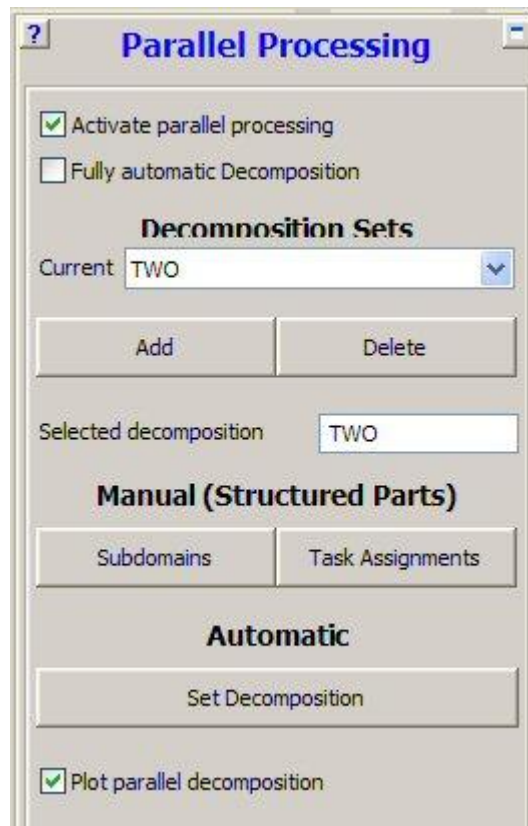 ?
Parallel Processing
Activate parallel processing
Fully automatic Decomposition
Decomposition Sets
Current TWO
Add Delete
Selected decomposition TWO
Manual (Structured Parts)
Subdomains Task Assignments
Automatic
Set Decomposition
Plot parallel decomposition